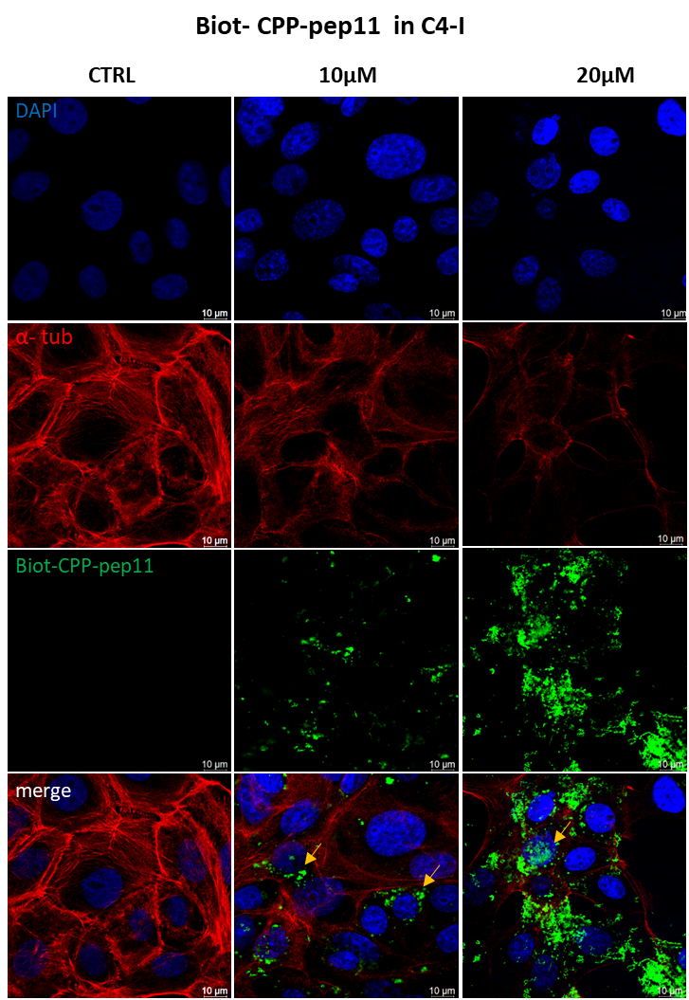 Biot- CPP-pep11 in C4-I
CTRL
10µM
20µM
DAPI
10 µm
10 µm
10 µm
α- tub
10 µm
10 µm
10 µm
Biot-CPP-pep11
10 µm
10 µm
10 µm
merge
10 µm
10 µm
10 µm